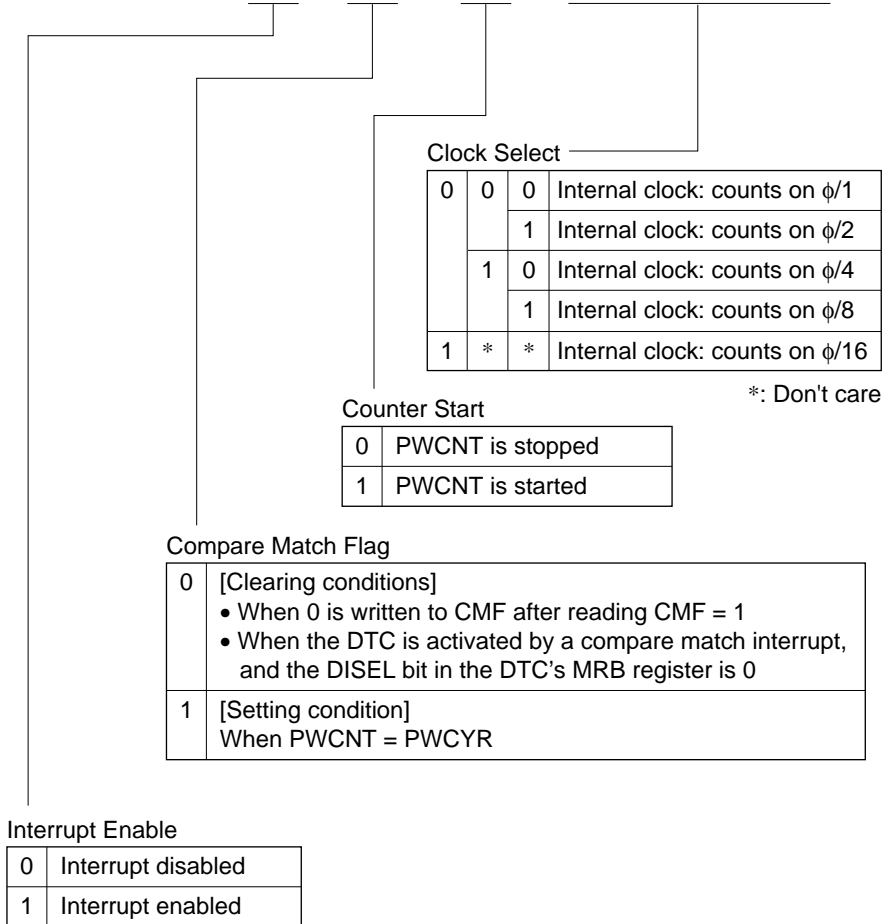 Clock Select
0 0 0 Internal clock: counts on ϕ/1
1 Internal clock: counts on ϕ/2
1 0 Internal clock: counts on ϕ/4
1 Internal clock: counts on ϕ/8
1 * * Internal clock: counts on ϕ/16
*: Don't care
Counter Start
0 PWCNT is stopped
1 PWCNT is started
Compare Match Flag
0 [Clearing conditions]
• When 0 is written to CMF after reading CMF = 1
• When the DTC is activated by a compare match interrupt,
and the DISEL bit in the DTC's MRB register is 0
1 [Setting condition]
When PWCNT = PWCYR
Interrupt Enable
0 Interrupt disabled
1 Interrupt enabled